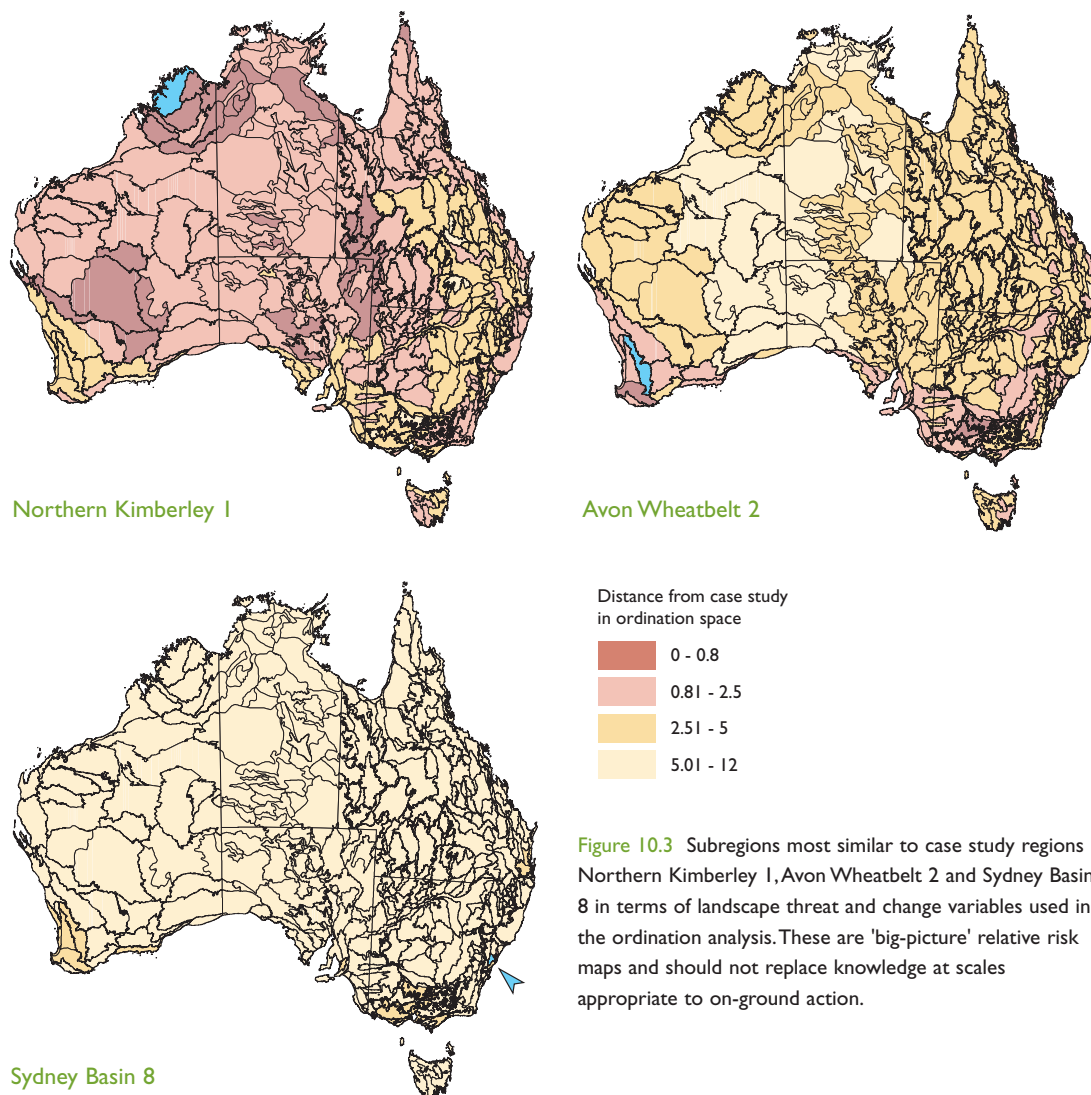 Northern Kimberley 1
Avon Wheatbelt 2
Distance from case study
in ordination space
0 - 0.8
0.81 - 2.5
2.51 - 5
5.01 - 12
Figure 10.3 Subregions most similar to case study regions
Northern Kimberley 1, Avon Wheatbelt 2 and Sydney Basin
8 in terms of landscape threat and change variables used in
the ordination analysis. These are 'big-picture' relative risk
maps and should not replace knowledge at scales
appropriate to on-ground action.
Sydney Basin 8